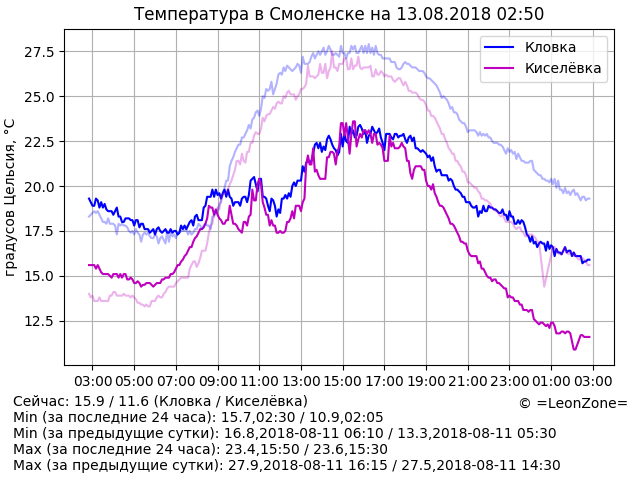 Температура в Смоленске на 13.08.2018 02:50
Кловка
Киселёвка
градусов Цельсия, °C
27.5
25.0
22.5
20.0
17.5
15.0
12.5
03:00 05:00 07:00 09:00 11:00 13:00 15:00 17:00 19:00 21:00 23:00 01:00 03:00
Сейчас: 15.9 / 11.6 (Кловка / Киселёвка)
© =LeonZone=
Min (за последние 24 часа): 15.7,02:30 / 10.9,02:05
Min (за предыдущие сутки): 16.8,2018-08-11 06:10 / 13.3,2018-08-11 05:30
Max (за последние 24 часа): 23.4,15:50 / 23.6,15:30
Max (за предыдущие сутки): 27.9,2018-08-11 16:15 / 27.5,2018-08-11 14:30